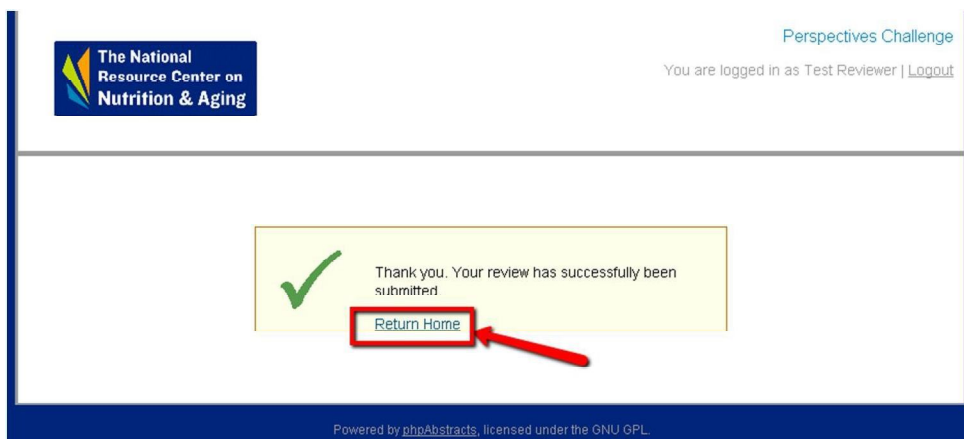 The National
Resource Center on
Nutrition & Aging
Perspectives Challenge
You are logged in as Test Reviewer | Logout
Thank you. Your review has successfully been
submitted
Return Home
Powered by phpAbstracts, licensed under the GNU GPL.